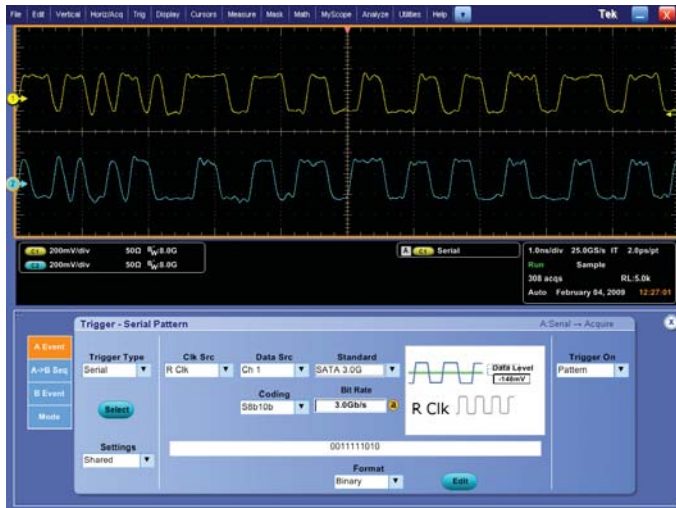 File Edit Vertical Horiz/Acq Trig Display Cursors Measure Mask Math MyScope Analyze Utilities Help Tek X
1
2
C1 200mV/div 50Ω BW:8.0G
C2 200mV/div 50Ω BW:8.0G
A C1 Serial
1.0ns/div 25.0GS/s IT 2.0ps/pt
Run Sample
308 acqs RL:5.0k
Auto February 04, 2009 12:27:01
Trigger - Serial Pattern A:Serial → Acquire X
A Event
A->B Seq
B Event
Mode
Trigger Type Clk Src Data Src Standard Trigger On
Serial R Clk Ch 1 SATA 3.0G Pattern
Data Level
-148mV
Coding Bit Rate
Select S8b10b 3.0Gb/s a
R Clk
Settings
Shared
0011111010
Format
Binary Edit